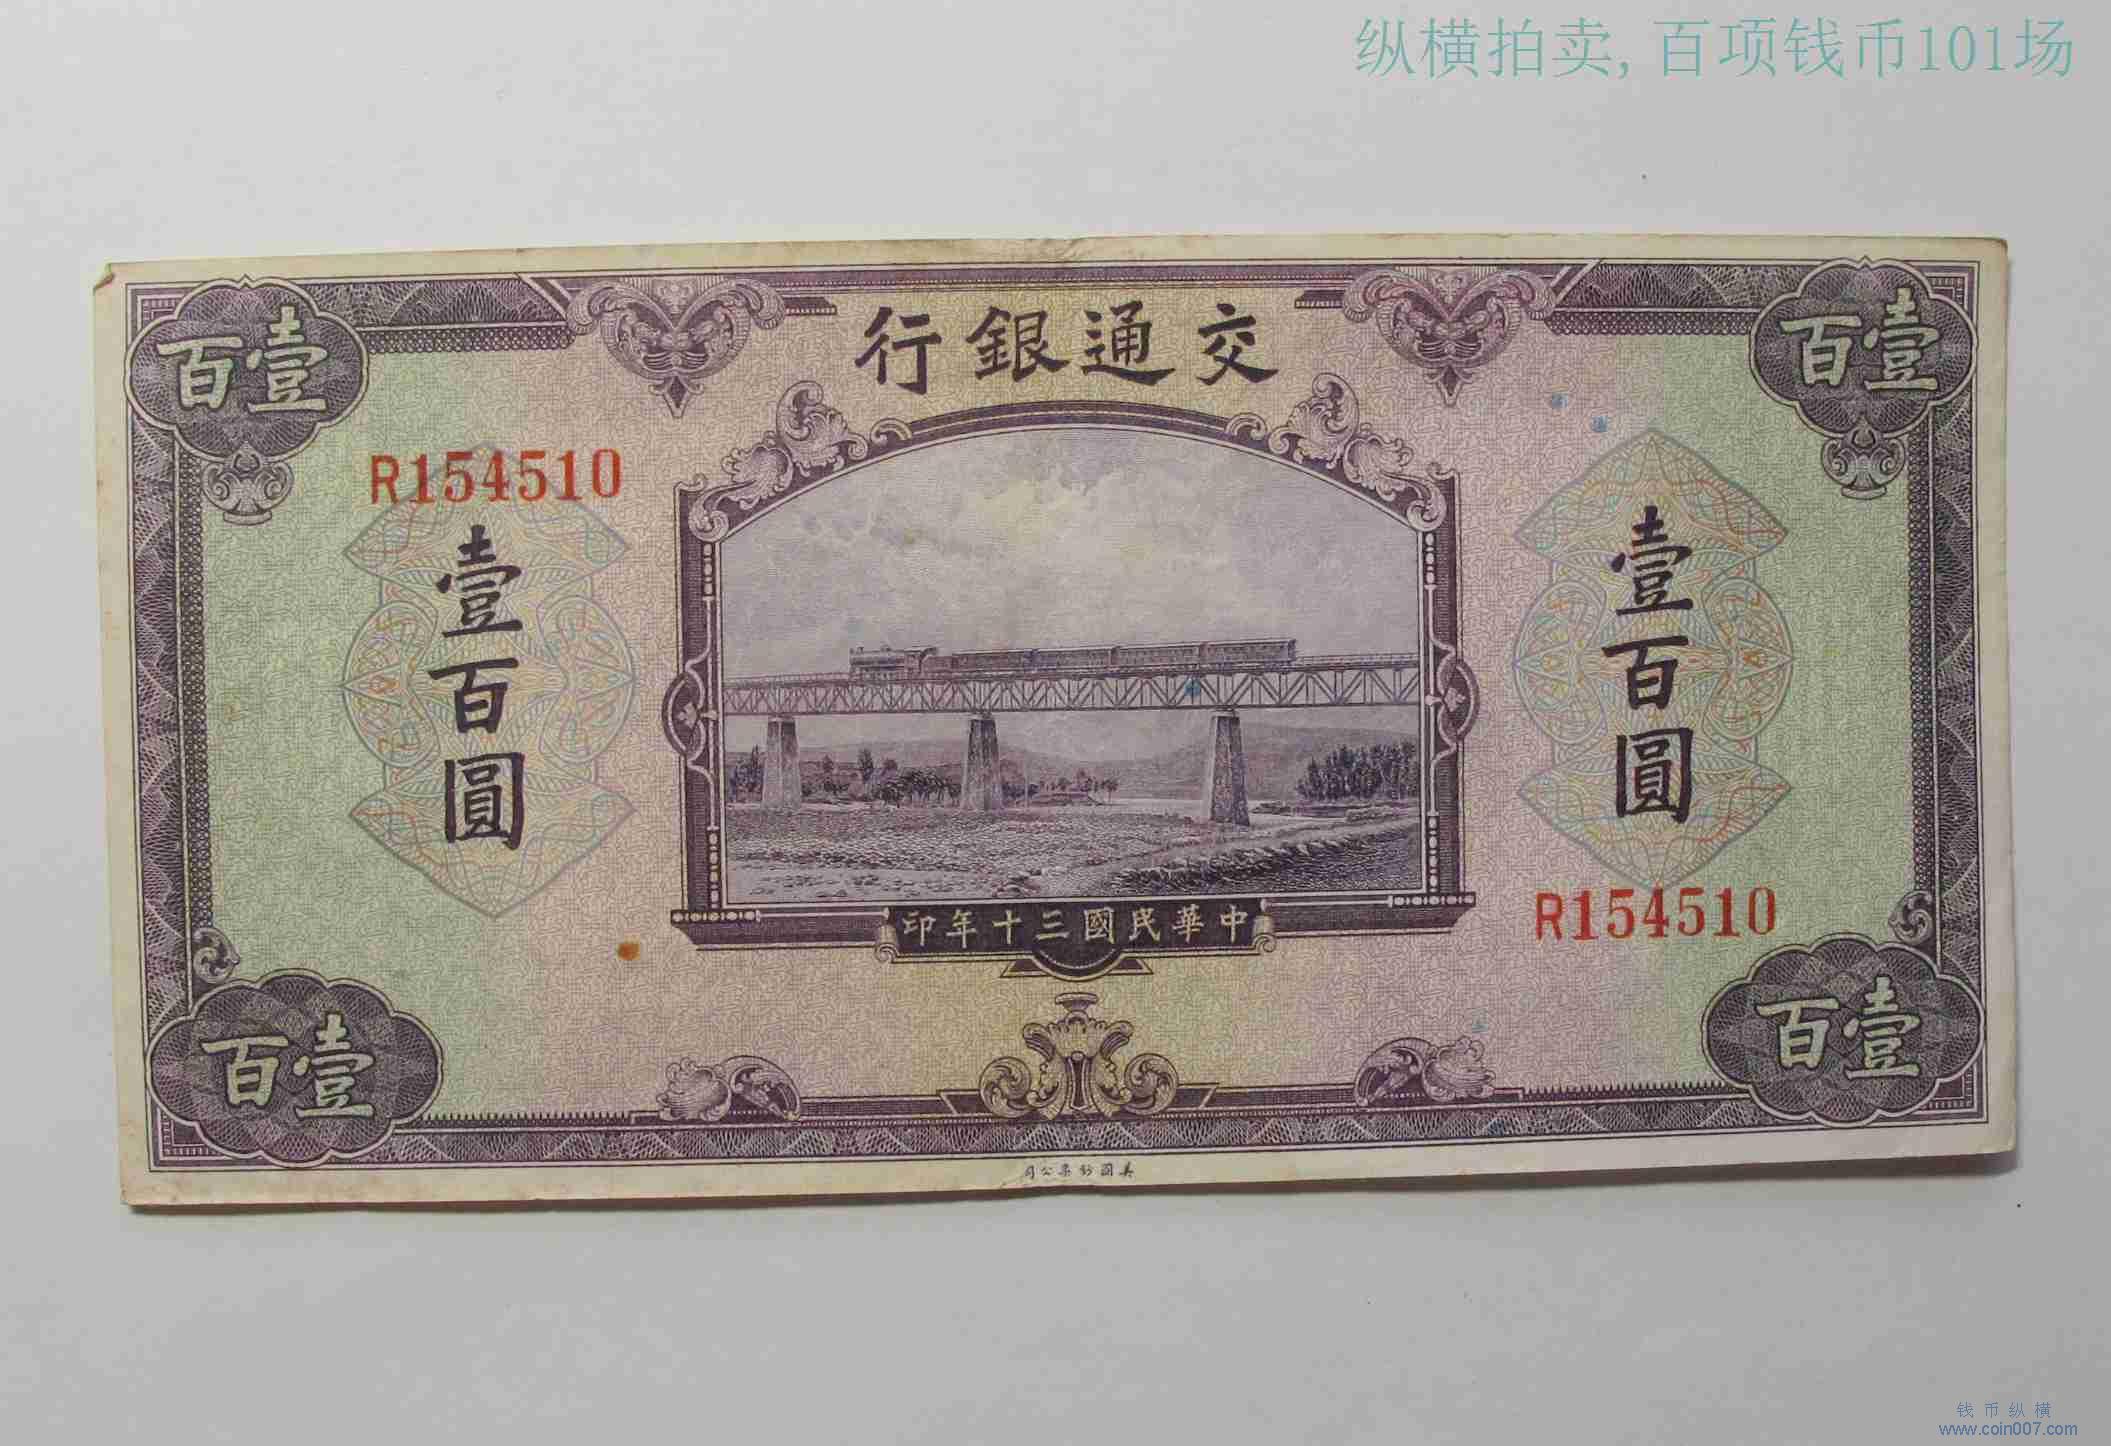 纵横拍卖,百项钱币101场
交通銀行
壹百
壹百
R154510
壹百圓
壹百圓
R154510
中華民國三十年印
壹百
壹百
美國鈔票公司
钱币纵横
www.coin007.com